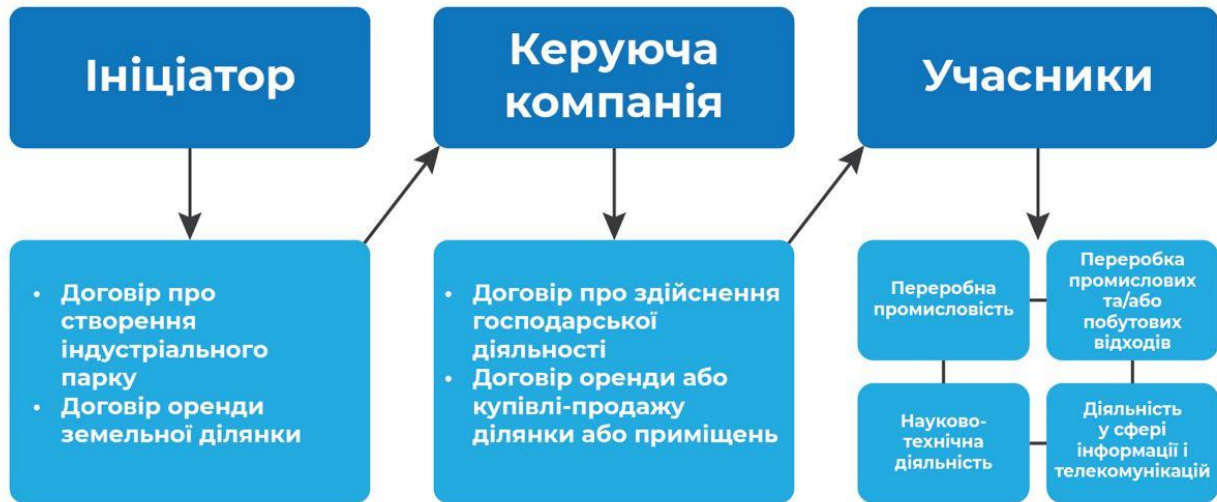 Ініціатор
Керуюча
компанія
Учасники
• Договір про
створення
індустріального
парку
• Договір оренди
земельної ділянки
• Договір про здійснення
господарської
діяльності
• Договір оренди або
купівлі-продажу
ділянки або приміщень
Переробна
промисловість
Переробка
промислових
та/або
побутових
відходів
Науково-
технічна
діяльність
Діяльність
у сфері
інформації і
телекомунікацій